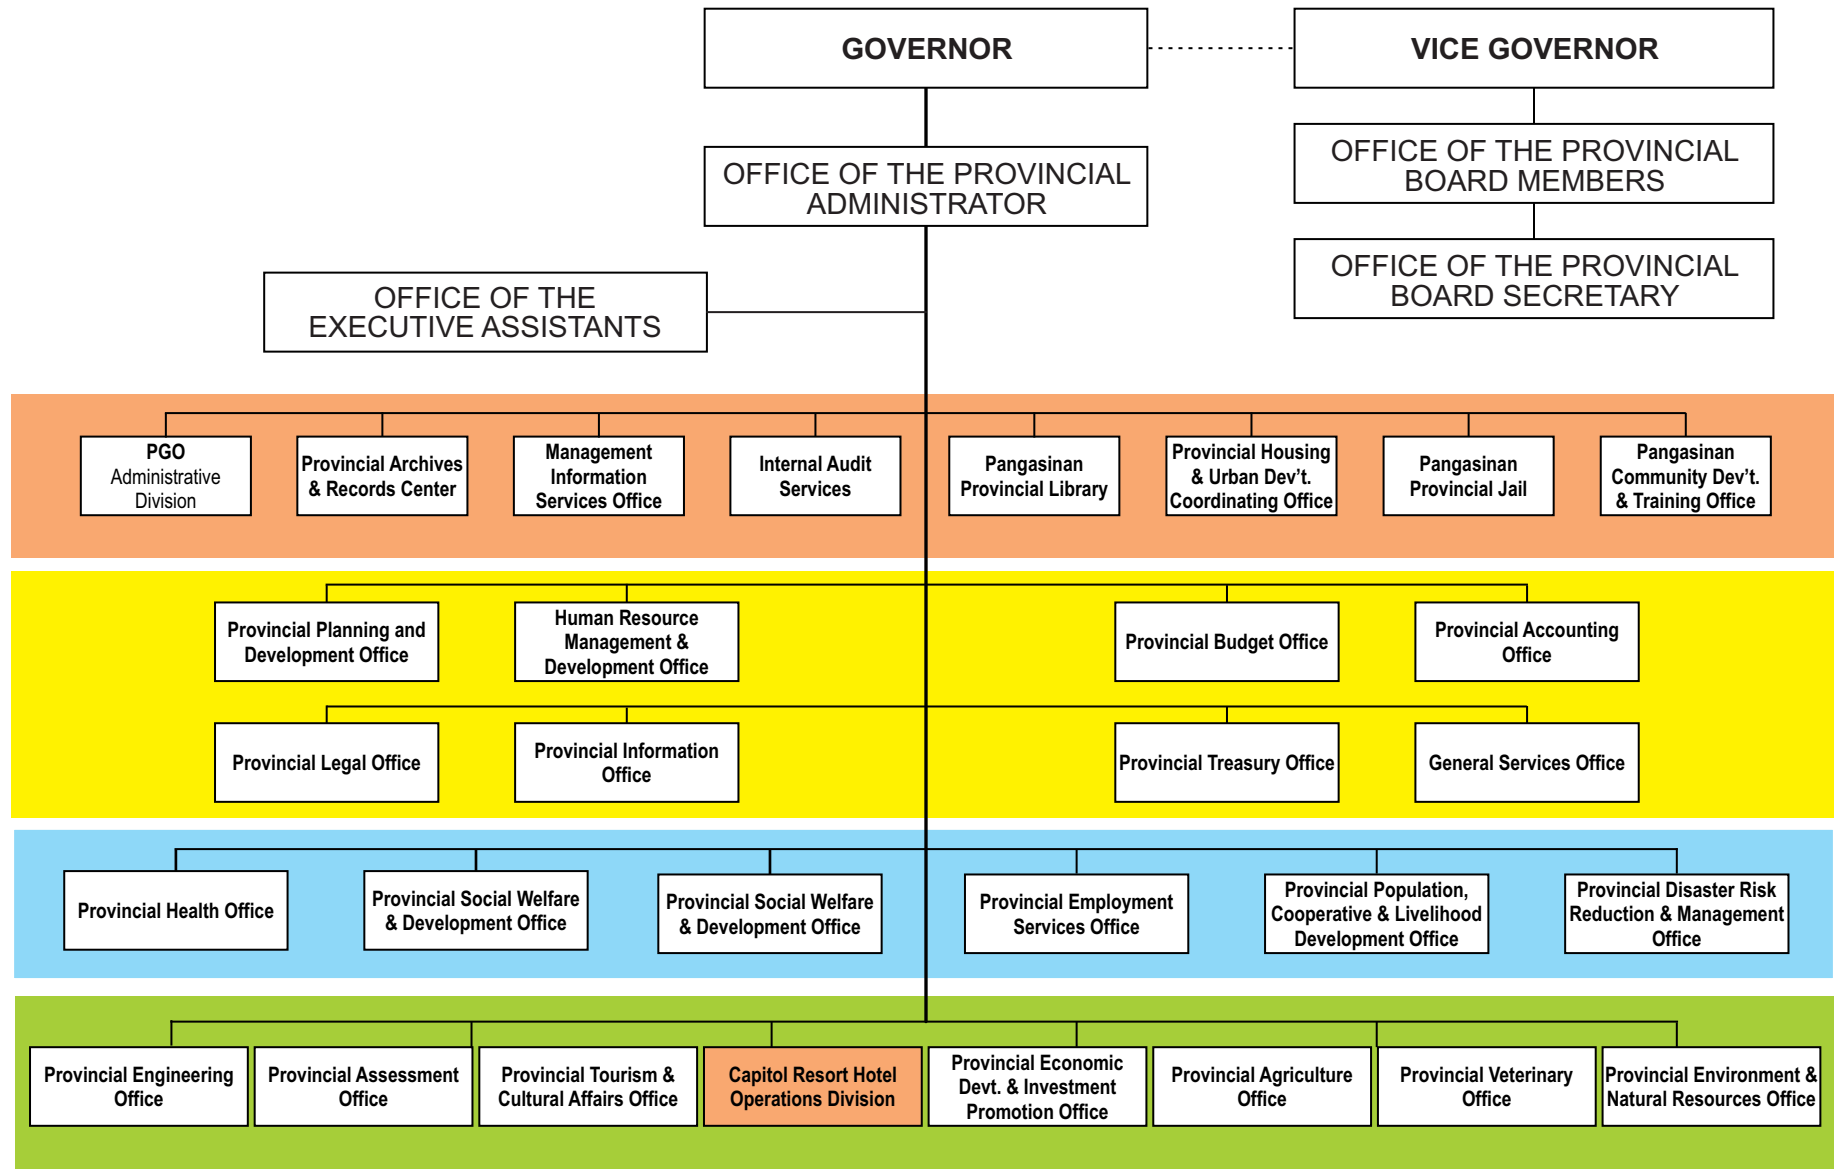 GOVERNOR
VICE GOVERNOR
OFFICE OF THE PROVINCIAL
ADMINISTRATOR
OFFICE OF THE PROVINCIAL
BOARD MEMBERS
OFFICE OF THE PROVINCIAL
BOARD SECRETARY
OFFICE OF THE
EXECUTIVE ASSISTANTS
PGO
Administrative
Division
Provincial Archives
& Records Center
Management
Information
Services Office
Internal Audit
Services
Pangasinan
Provincial Library
Provincial Housing
& Urban Dev't.
Coordinating Office
Pangasinan
Provincial Jail
Pangasinan
Community Dev't.
& Training Office
Provincial Planning and
Development Office
Human Resource
Management &
Development Office
Provincial Budget Office
Provincial Accounting
Office
Provincial Legal Office
Provincial Information
Office
Provincial Treasury Office
General Services Office
Provincial Health Office
Provincial Social Welfare
& Development Office
Provincial Social Welfare
& Development Office
Provincial Employment
Services Office
Provincial Population,
Cooperative & Livelihood
Development Office
Provincial Disaster Risk
Reduction & Management
Office
Provincial Engineering
Office
Provincial Assessment
Office
Provincial Tourism &
Cultural Affairs Office
Capitol Resort Hotel
Operations Division
Provincial Economic
Devt. & Investment
Promotion Office
Provincial Agriculture
Office
Provincial Veterinary
Office
Provincial Environment &
Natural Resources Office